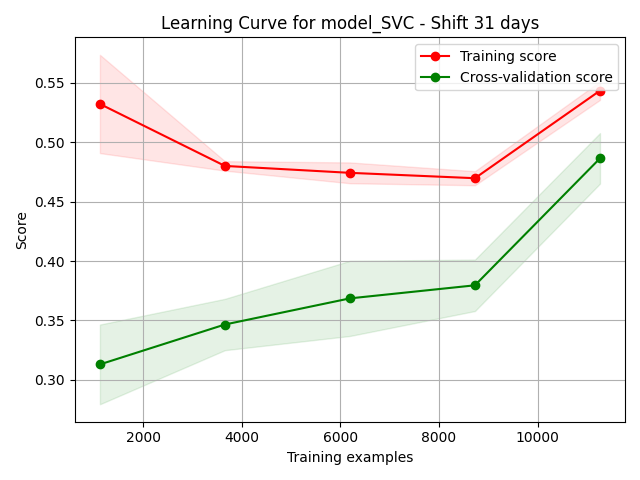 Learning Curve for model_SVC - Shift 31 days
Training score
Cross-validation score
0.55
0.50
0.45
0.40
0.35
0.30
Score
2000
4000
6000
8000
10000
Training examples